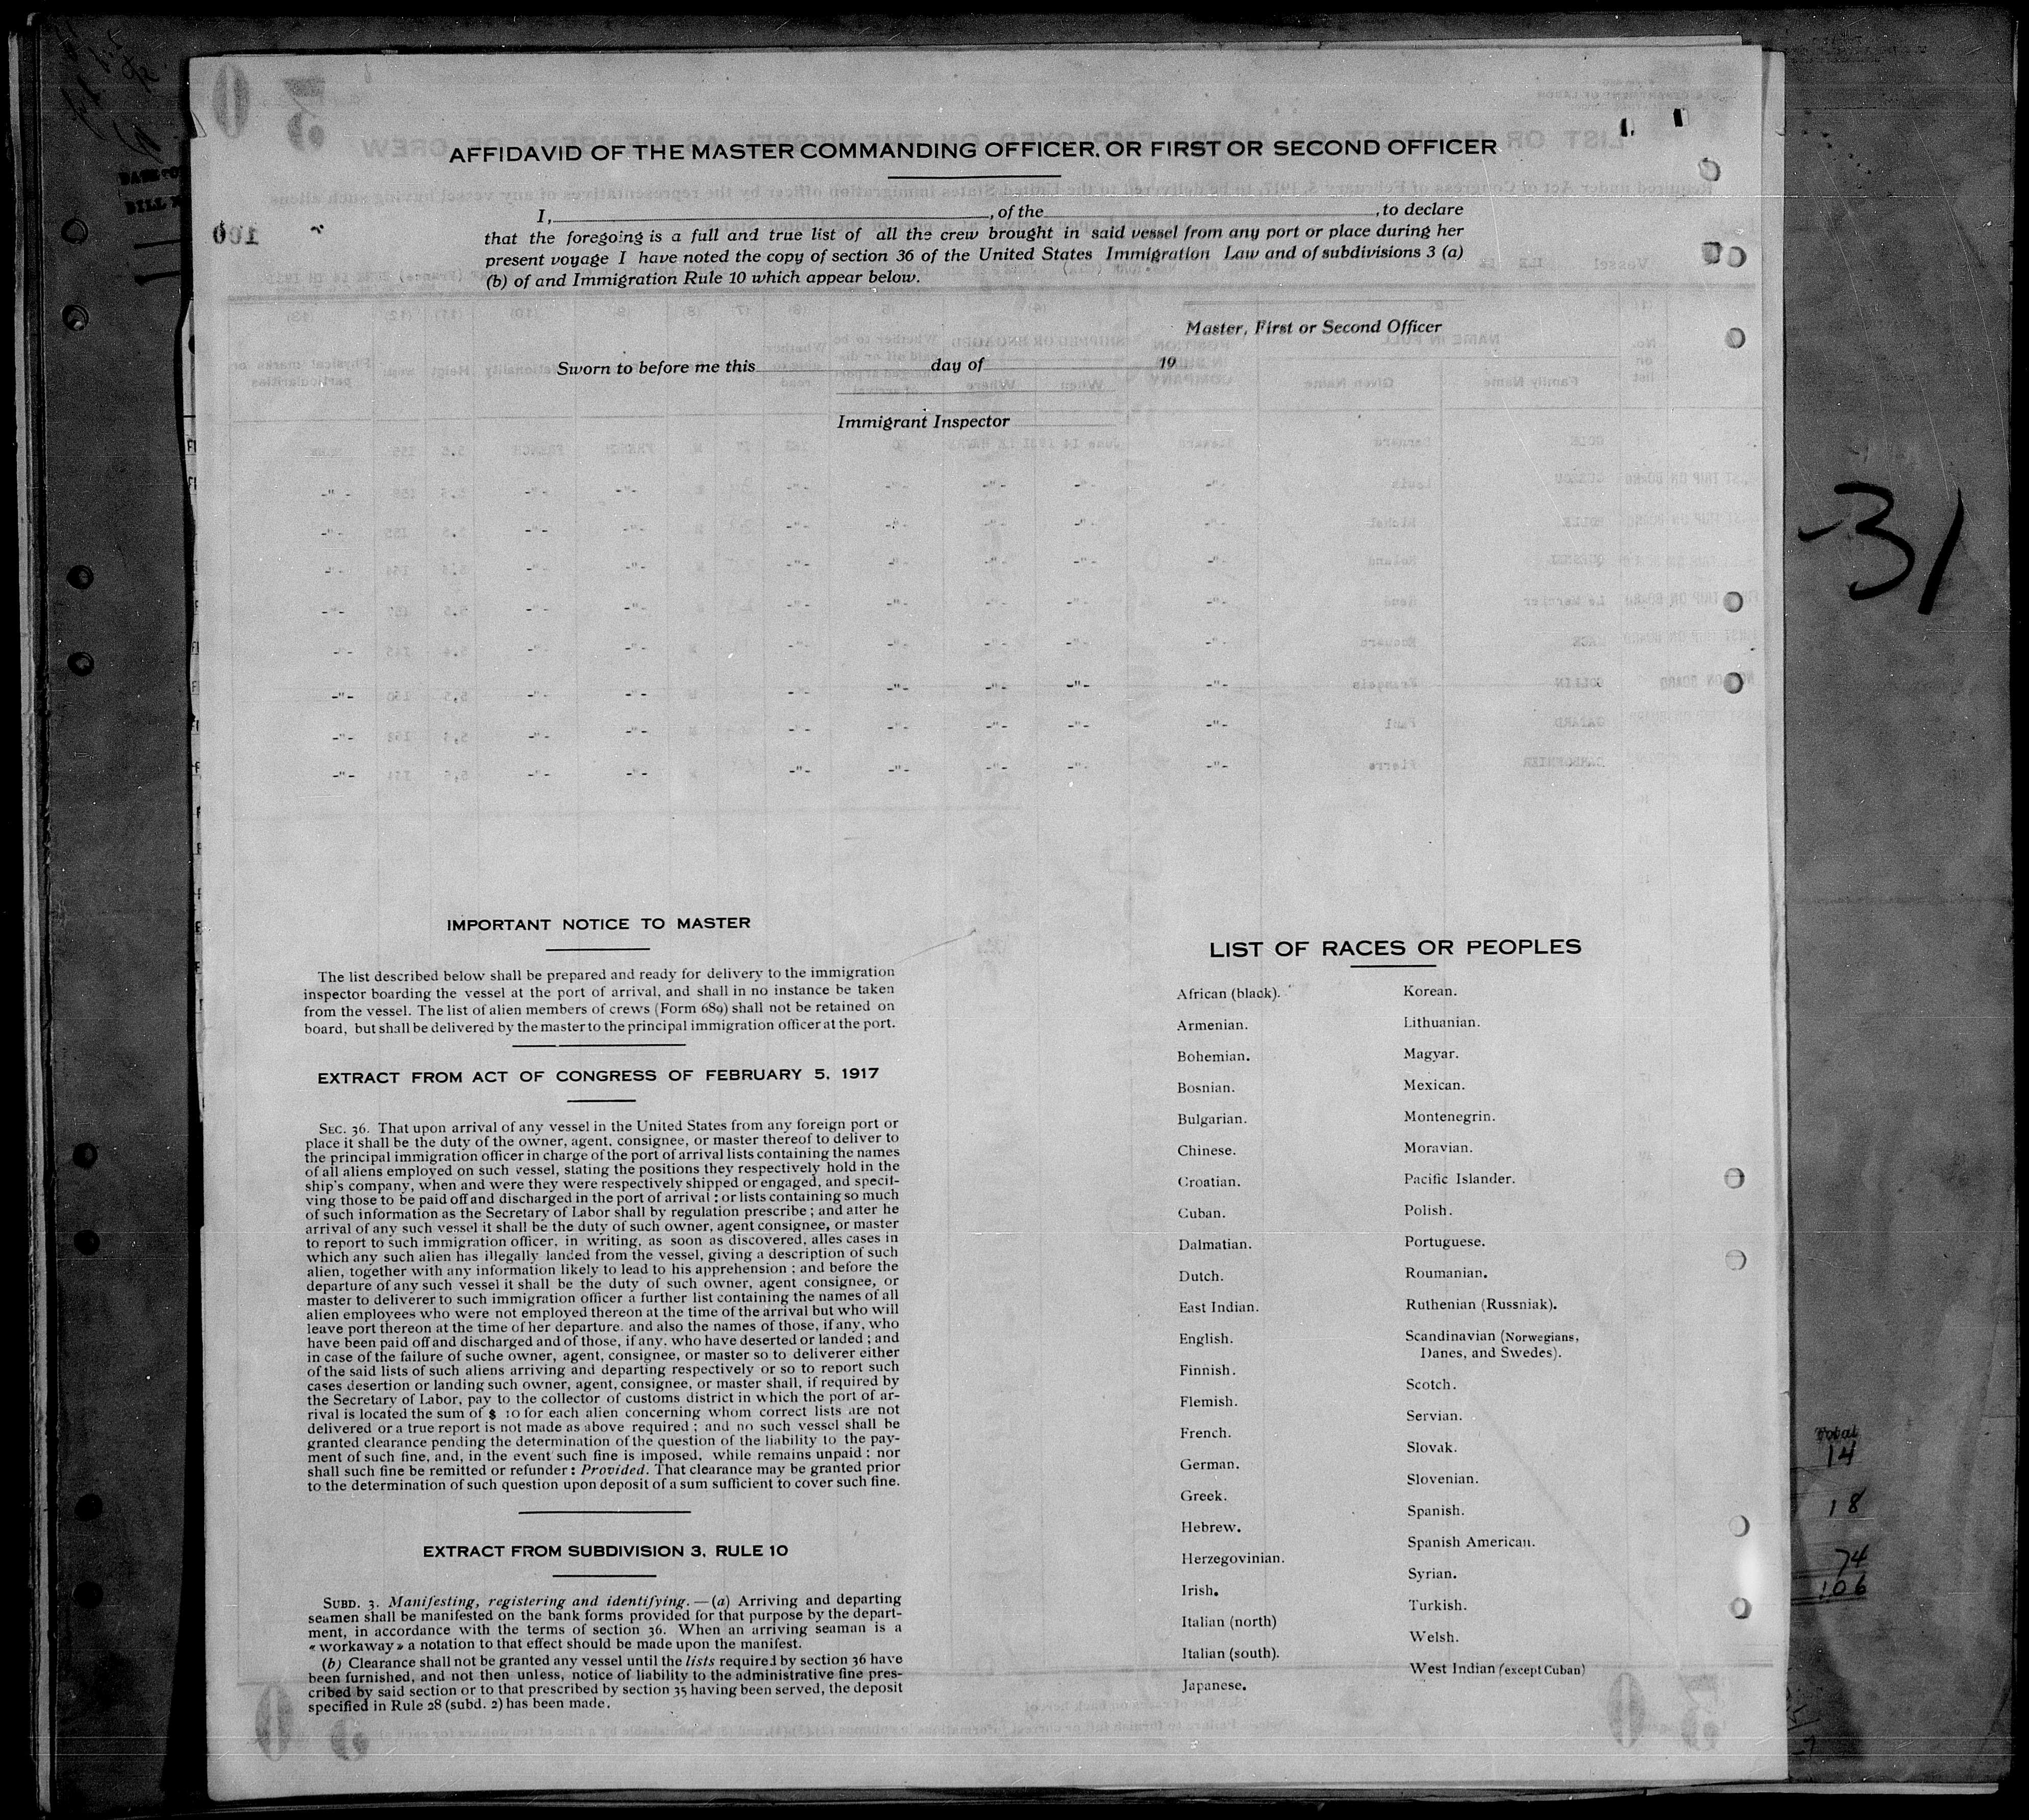 AFFIDAVID OF THE MASTER COMMANDING OFFICER, OR FIRST OR SECOND OFFICER
I, , of the , to declare
that the foregoing is a full and true list of all the crew brought in said vessel from any port or place during her
present voyage I have noted the copy of section 36 of the United States Immigration Law and of subdivisions 3 (a)
(b) of and Immigration Rule 10 which appear below.
Master, First or Second Officer
Sworn to before me this day of 19
Immigrant Inspector
31
IMPORTANT NOTICE TO MASTER
The list described below shall be prepared and ready for delivery to the immigration
inspector boarding the vessel at the port of arrival, and shall in no instance be taken
from the vessel. The list of alien members of crews (Form 689) shall not be retained on
board, but shall be delivered by the master to the principal immigration officer at the port.
EXTRACT FROM ACT OF CONGRESS OF FEBRUARY 5, 1917
SEC. 36. That upon arrival of any vessel in the United States from any foreign port or
place it shall be the duty of the owner, agent, consignee, or master thereof to deliver to
the principal immigration officer in charge of the port of arrival lists containing the names
of all aliens employed on such vessel, stating the positions they respectively hold in the
ship's company, when and were they were respectively shipped or engaged, and specif-
ving those to be paid off and discharged in the port of arrival : or lists containing so much
of such information as the Secretary of Labor shall by regulation prescribe ; and atter he
arrival of any such vessel it shall be the duty of such owner, agent consignee, or master
to report to such immigration officer, in writing, as soon as discovered, alles cases in
which any such alien has illegally landed from the vessel, giving a description of such
alien, together with any information likely to lead to his apprehension ; and before the
departure of any such vessel it shall be the duty of such owner, agent consignee, or
master to deliverer to such immigration officer a further list containing the names of all
alien employees who were not employed thereon at the time of the arrival but who will
leave port thereon at the time of her departure. and also the names of those, if any, who
have been paid off and discharged and of those, if any. who have deserted or landed ; and
in case of the failure of suche owner, agent, consignee, or master so to deliverer either
of the said lists of such aliens arriving and departing respectively or so to report such
cases desertion or landing such owner, agent, consignee, or master shall, if required by
the Secretary of Labor, pay to the collector of customs district in which the port of ar-
rival is located the sum of $ 10 for each alien concerning whom correct lists are not
delivered or a true report is not made as above required ; and no such vessel shall be
granted clearance pending the determination of the question of the liability to the pay-
ment of such fine, and, in the event such fine is imposed, while remains unpaid ; nor
shall such fine be remitted or refunder : Provided. That clearance may be granted prior
to the determination of such question upon deposit of a sum sufficient to cover such fine.
EXTRACT FROM SUBDIVISION 3, RULE 10
SUBD. 3. Manifesting, registering and identifying. — (a) Arriving and departing
seamen shall be manifested on the bank forms provided for that purpose by the depart-
ment, in accordance with the terms of section 36. When an arriving seaman is a
« workaway » a notation to that effect should be made upon the manifest.
(b) Clearance shall not be granted any vessel until the lists required by section 36 have
been furnished, and not then unless, notice of liability to the administrative fine pres-
cribed by said section or to that prescribed by section 35 having been served, the deposit
specified in Rule 28 (subd. 2) has been made.
LIST OF RACES OR PEOPLES
African (black).
Armenian.
Bohemian.
Bosnian.
Bulgarian.
Chinese.
Croatian.
Cuban.
Dalmatian.
Dutch.
East Indian.
English.
Finnish.
Flemish.
French.
German.
Greek.
Hebrew.
Herzegovinian.
Irish.
Italian (north)
Italian (south).
Japanese.
Korean.
Lithuanian.
Magyar.
Mexican.
Montenegrin.
Moravian.
Pacific Islander.
Polish.
Portuguese.
Roumanian.
Ruthenian (Russniak).
Scandinavian (Norwegians,
Danes, and Swedes).
Scotch.
Servian.
Slovak.
Slovenian.
Spanish.
Spanish American.
Syrian.
Turkish.
Welsh.
West Indian (except Cuban)
Total
14
18
74
106